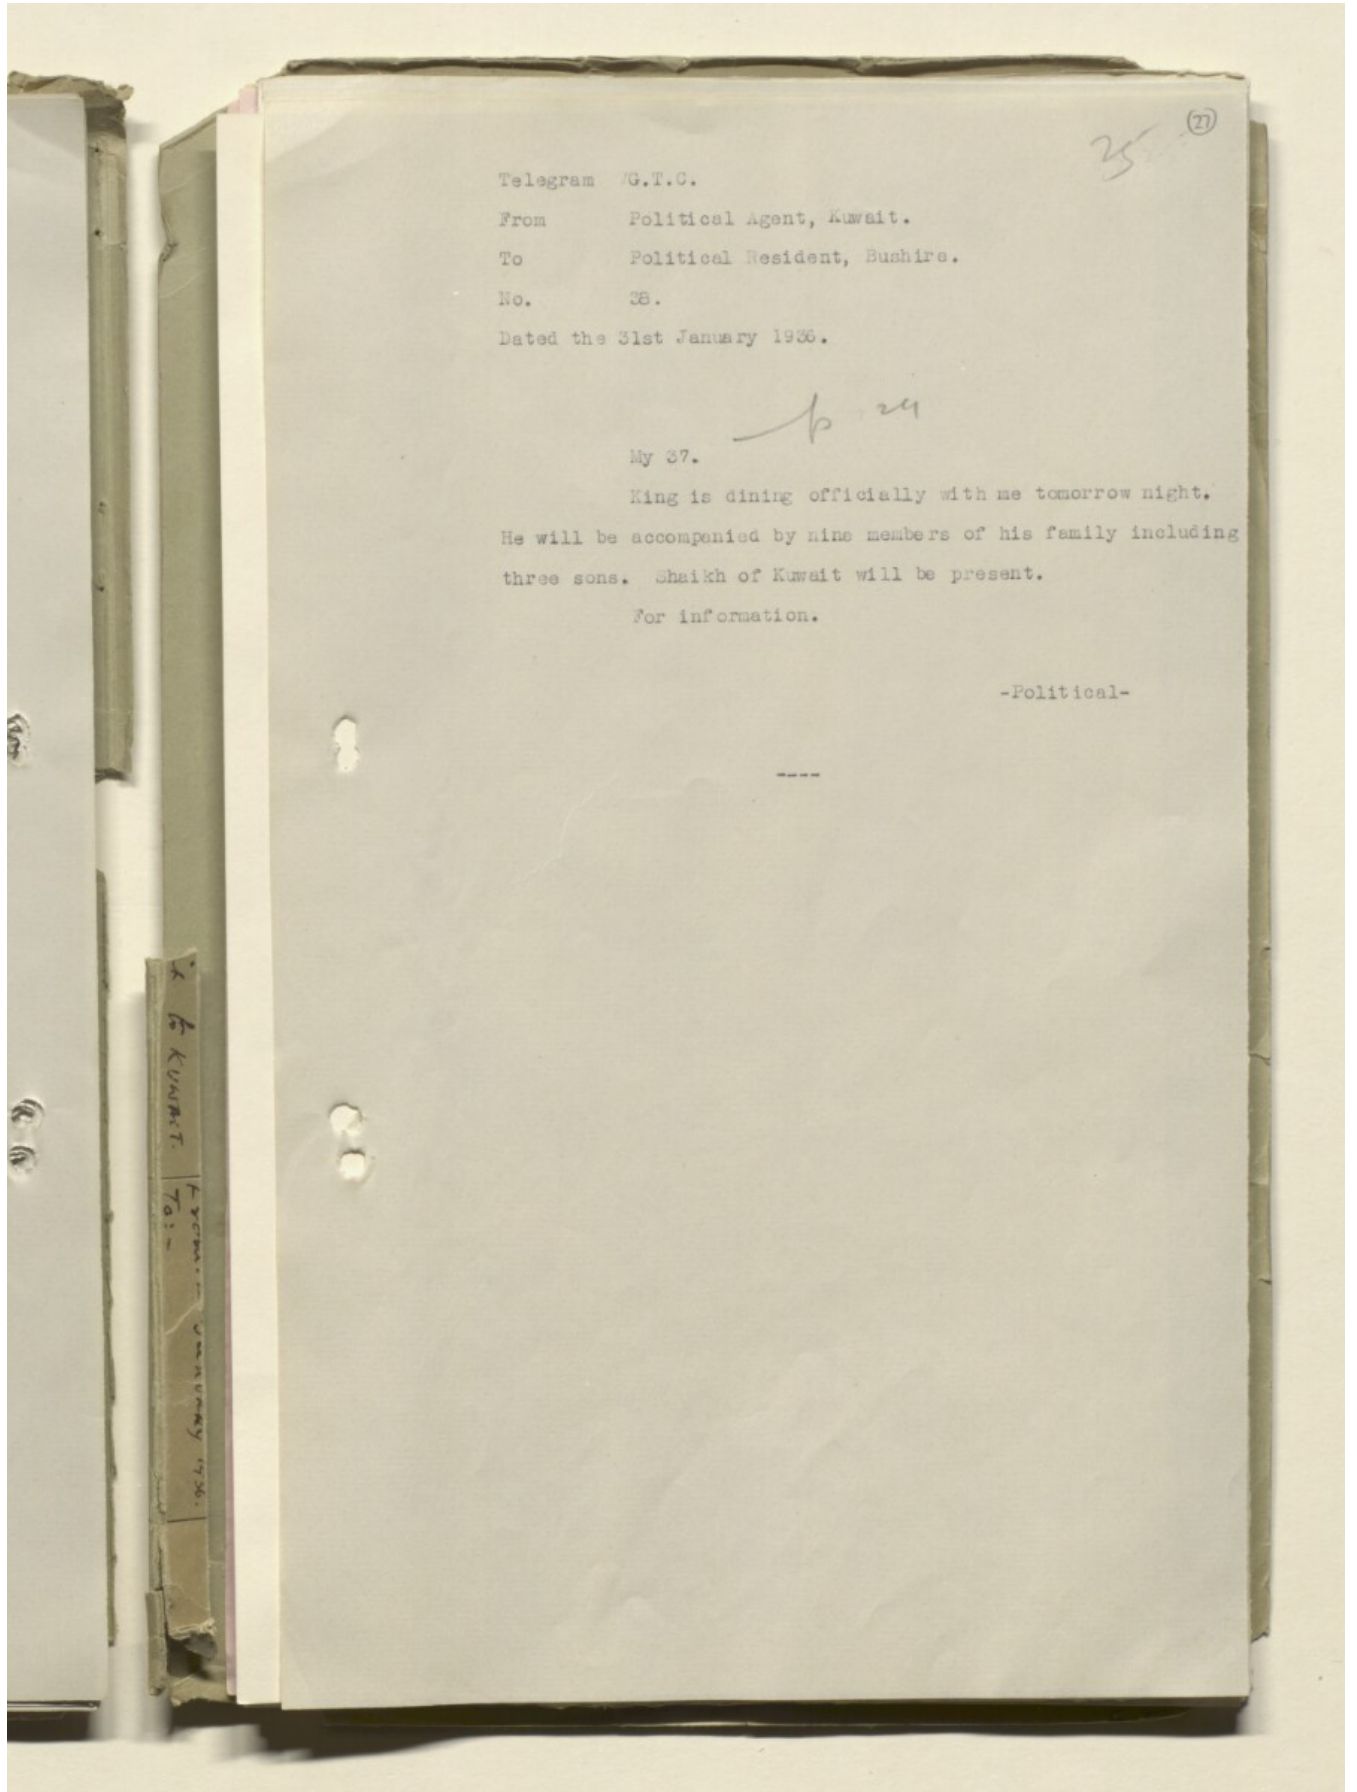 27
35
Telegram G.T.C.
From Political Agent, Kuwait.
To Political Resident, Bushire.
No. 38.
Dated the 31st January 1936.
p 24
My 37.
King is dining officially with me tomorrow night.
He will be accompanied by nine members of his family including
three sons. Shaikh of Kuwait will be present.
For information.
-Political-
----
to KUWAIT.
From:- January 1936.
To:-